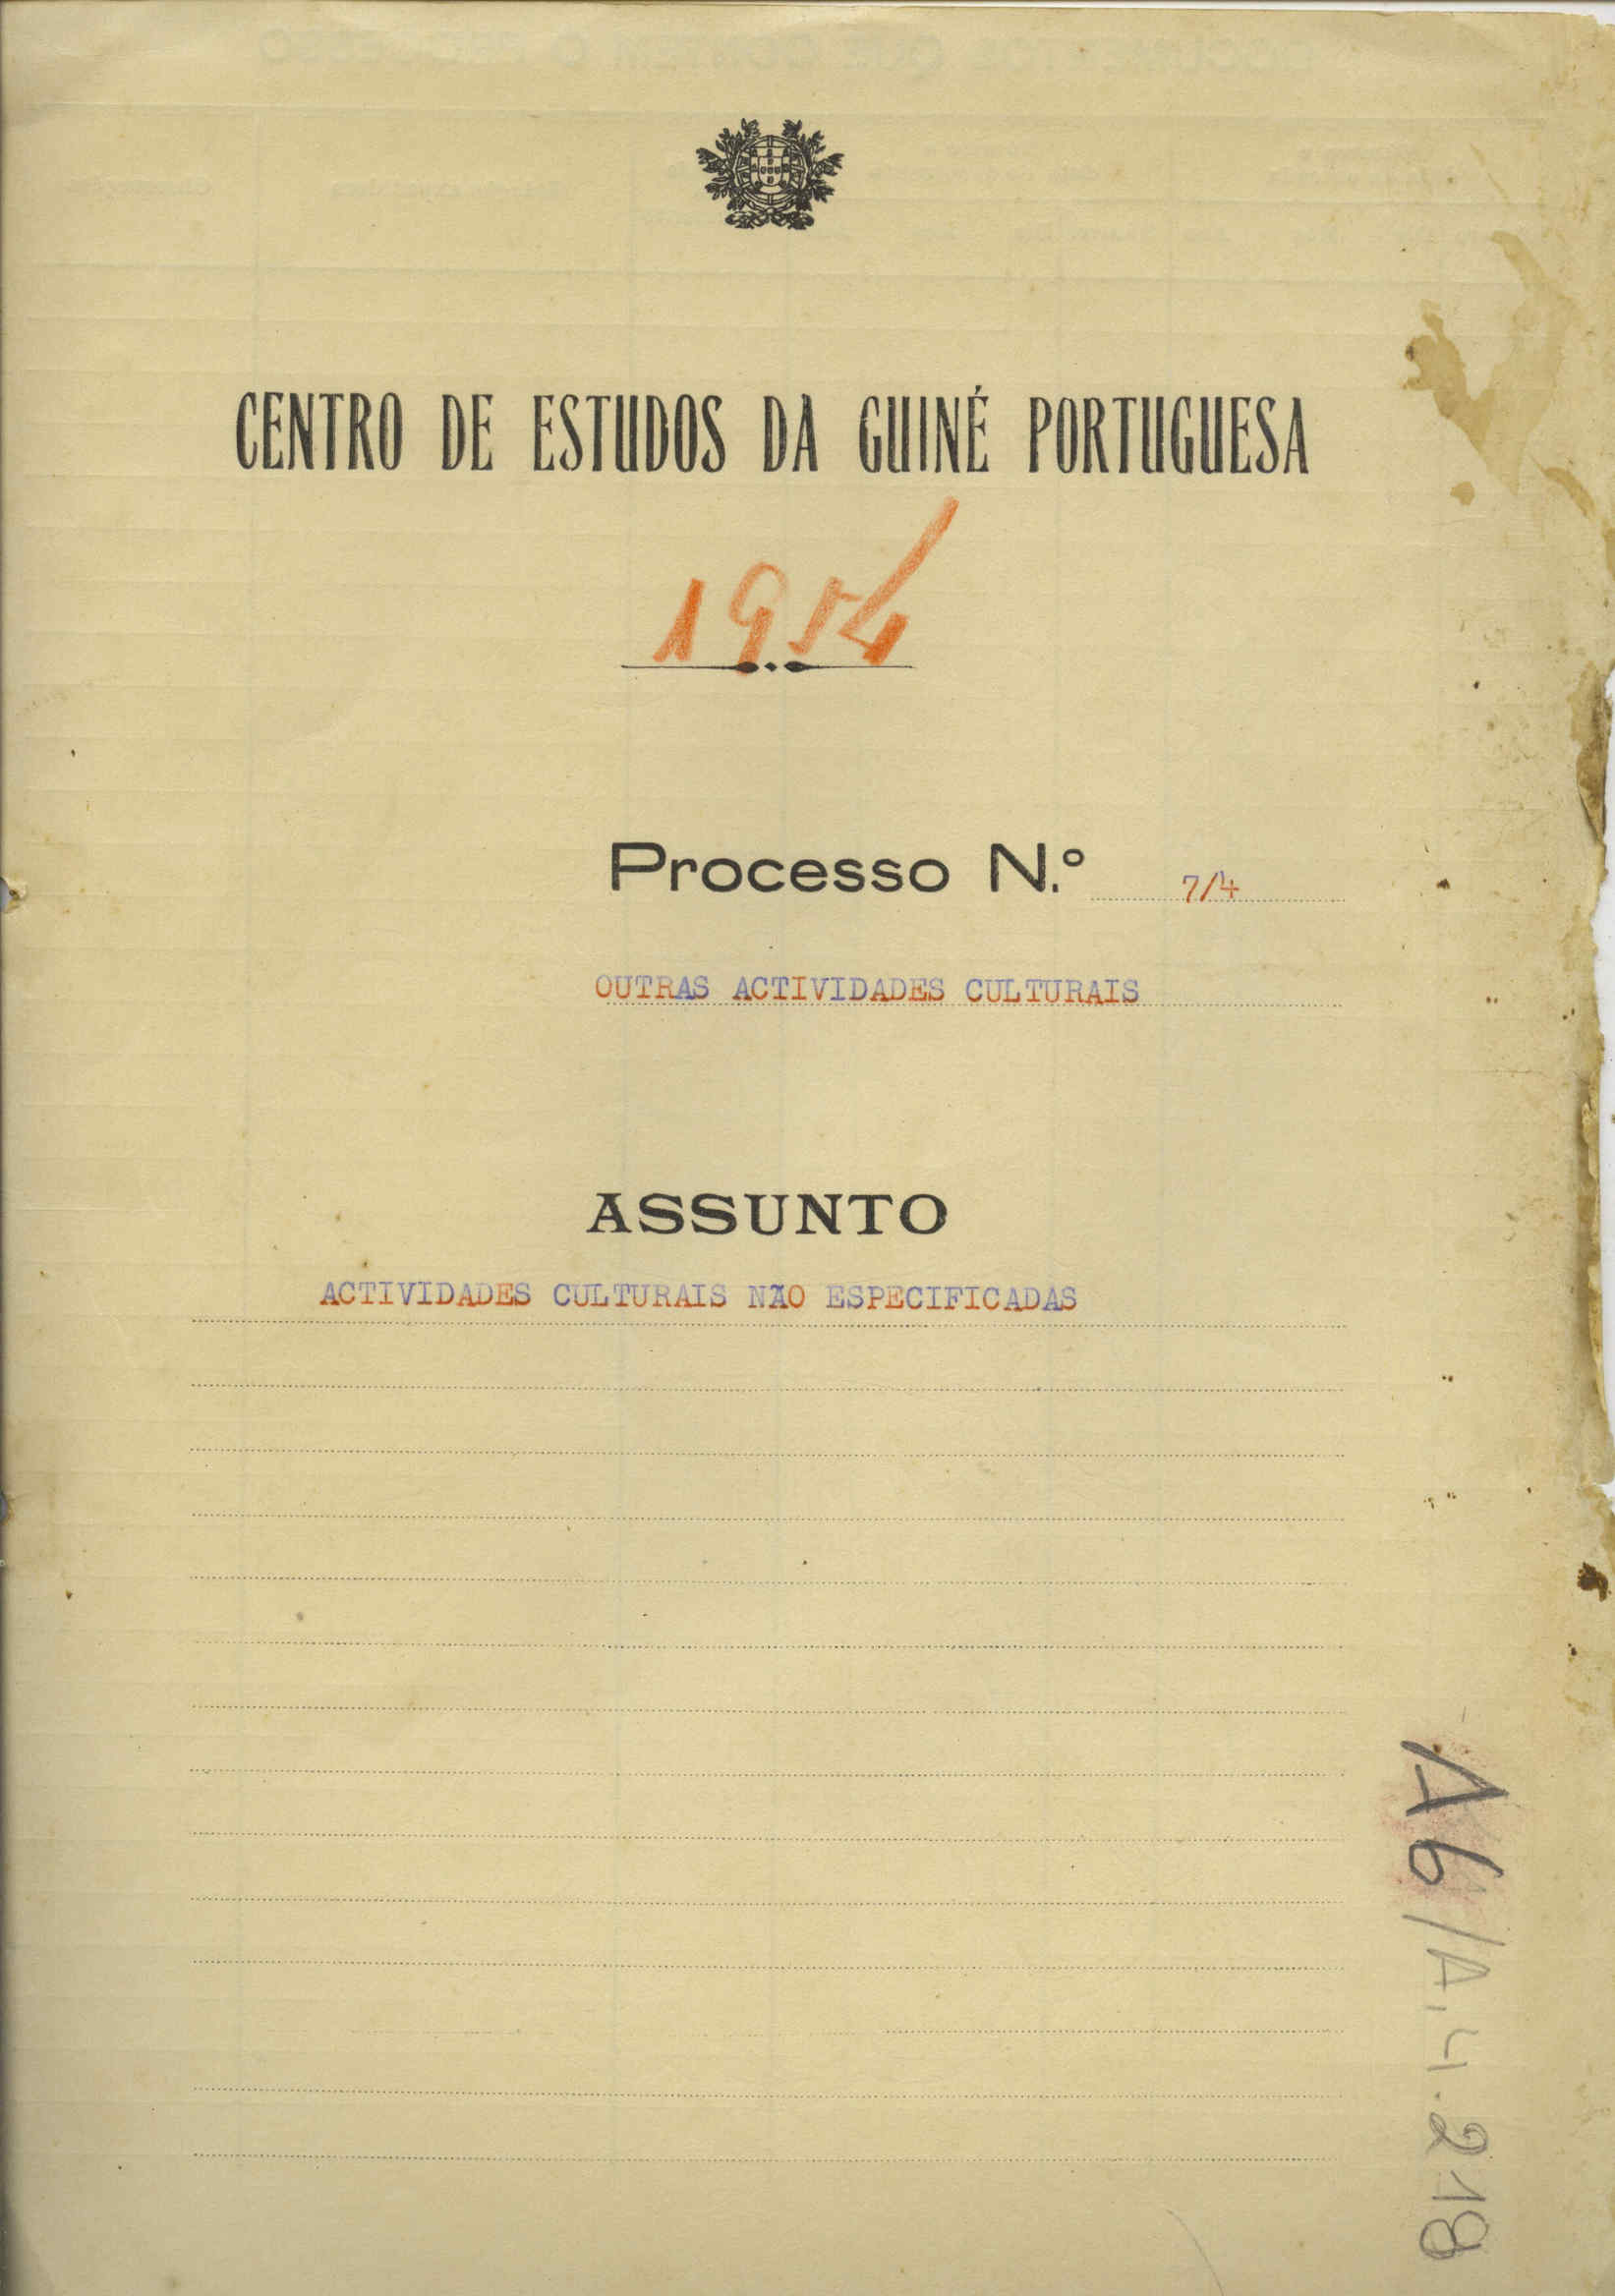 CENTRO DE ESTUDOS DA GUINÉ PORTUGUESA
1954
Processo N.º 7/4
OUTRAS ACTIVIDADES CULTURAIS
ASSUNTO
ACTIVIDADES CULTURAIS NÃO ESPECIFICADAS
A6/A.4.218